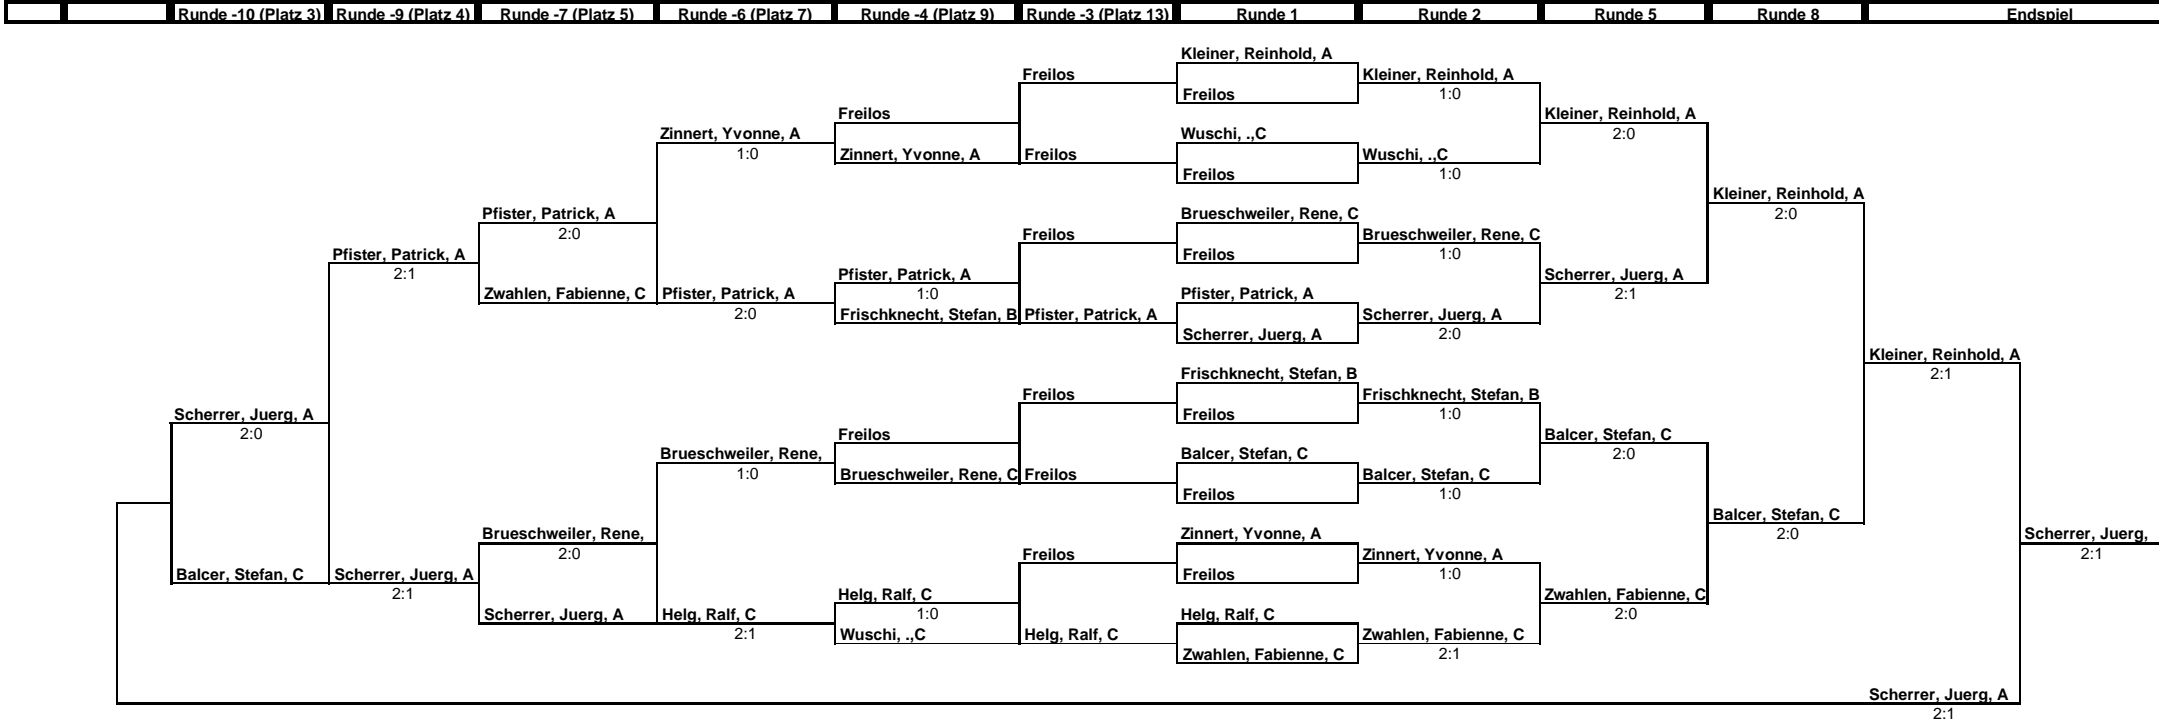 Runde -10 (Platz 3) Runde -9 (Platz 4) Runde -7 (Platz 5) Runde -6 (Platz 7) Runde -4 (Platz 9) Runde -3 (Platz 13) Runde 1 Runde 2 Runde 5 Runde 8 Endspiel
Kleiner, Reinhold, A
Freilos Kleiner, Reinhold, A
Freilos 1:0
Freilos Kleiner, Reinhold, A
Zinnert, Yvonne, A Wuschi, .,C 2:0
1:0 Zinnert, Yvonne, A Freilos Wuschi, .,C
Freilos 1:0
Kleiner, Reinhold, A
Pfister, Patrick, A Brueschweiler, Rene, C 2:0
2:0 Freilos Brueschweiler, Rene, C
Pfister, Patrick, A Freilos 1:0
2:1 Pfister, Patrick, A Scherrer, Juerg, A
Zwahlen, Fabienne, C Pfister, Patrick, A 1:0 Pfister, Patrick, A 2:1
2:0 Frischknecht, Stefan, B Pfister, Patrick, A Scherrer, Juerg, A
Scherrer, Juerg, A 2:0
Kleiner, Reinhold, A
Frischknecht, Stefan, B 2:1
Freilos Frischknecht, Stefan, B
Scherrer, Juerg, A Freilos 1:0
2:0 Freilos Balcer, Stefan, C
Brueschweiler, Rene, Balcer, Stefan, C 2:0
1:0 Brueschweiler, Rene, C Freilos Balcer, Stefan, C
Freilos 1:0
Balcer, Stefan, C
Brueschweiler, Rene, Zinnert, Yvonne, A 2:0 Scherrer, Juerg,
2:0 Freilos Zinnert, Yvonne, A 2:1
Balcer, Stefan, C Scherrer, Juerg, A Freilos 1:0
2:1 Helg, Ralf, C Zwahlen, Fabienne, C
Scherrer, Juerg, A Helg, Ralf, C 1:0 Helg, Ralf, C 2:0
2:1 Wuschi, .,C Helg, Ralf, C Zwahlen, Fabienne, C
Zwahlen, Fabienne, C 2:1
Scherrer, Juerg, A
2:1